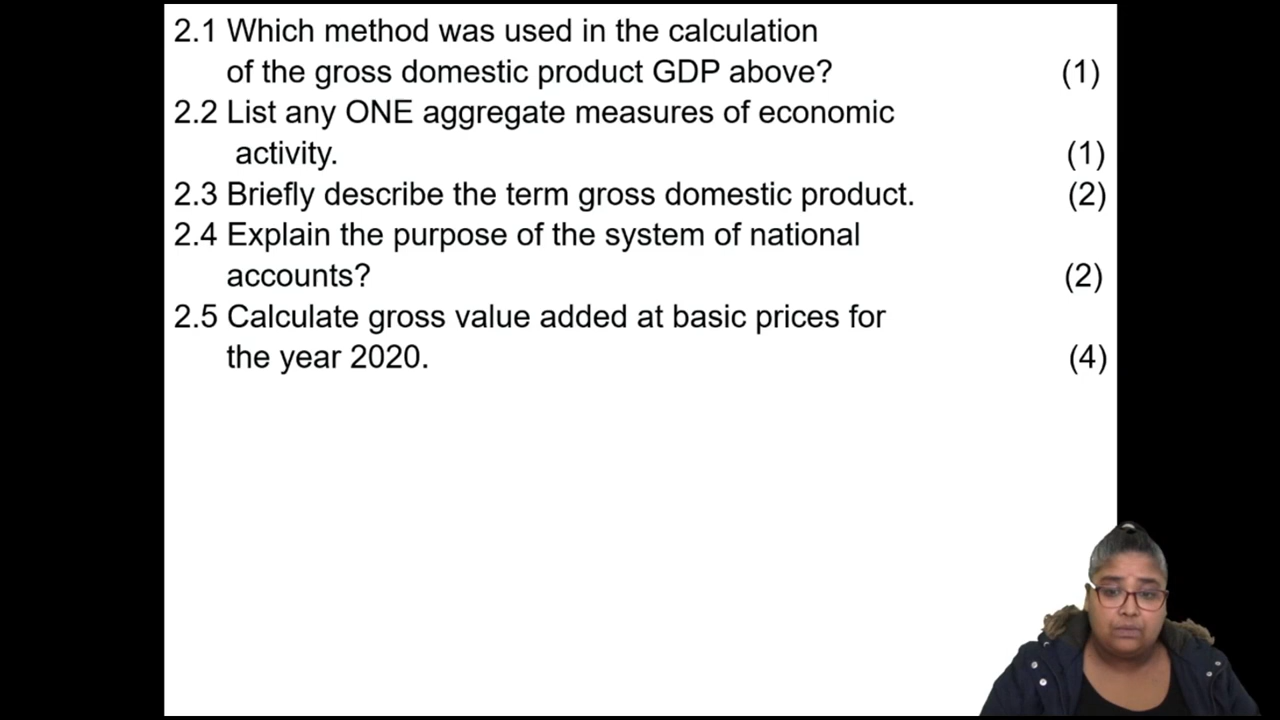 2.1 Which method was used in the calculation
of the gross domestic product GDP above? (1)
2.2 List any ONE aggregate measures of economic
activity. (1)
2.3 Briefly describe the term gross domestic product. (2)
2.4 Explain the purpose of the system of national
accounts? (2)
2.5 Calculate gross value added at basic prices for
the year 2020. (4)